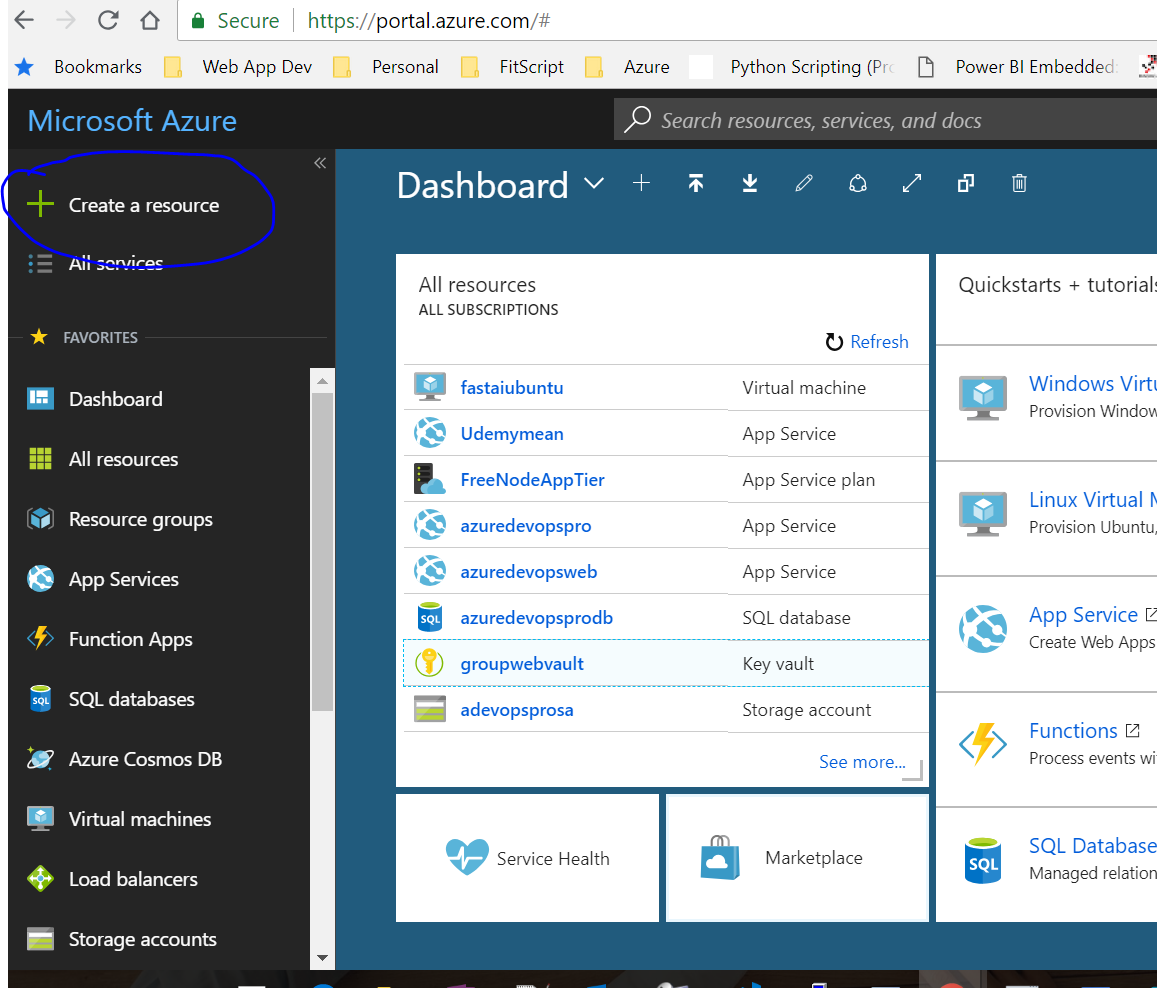 Secure https://portal.azure.com/#
Bookmarks Web App Dev Personal FitScript Azure Python Scripting (Pr Power BI Embedded:
Microsoft Azure
Search resources, services, and docs
Create a resource
All services
FAVORITES
Dashboard
All resources
Resource groups
App Services
Function Apps
SQL databases
Azure Cosmos DB
Virtual machines
Load balancers
Storage accounts
Dashboard
All resources
ALL SUBSCRIPTIONS
Refresh
fastaiubuntu Virtual machine
Udemymean App Service
FreeNodeAppTier App Service plan
azuredevopspro App Service
azuredevopsweb App Service
SQL azuredevopsprodb SQL database
groupwebvault Key vault
adevopsprosa Storage account
See more...
Service Health
Marketplace
Quickstarts + tutorials
Windows Virtu
Provision Window
Linux Virtual M
Provision Ubuntu,
App Service
Create Web Apps
Functions
Process events wi
SQL
SQL Database
Managed relation